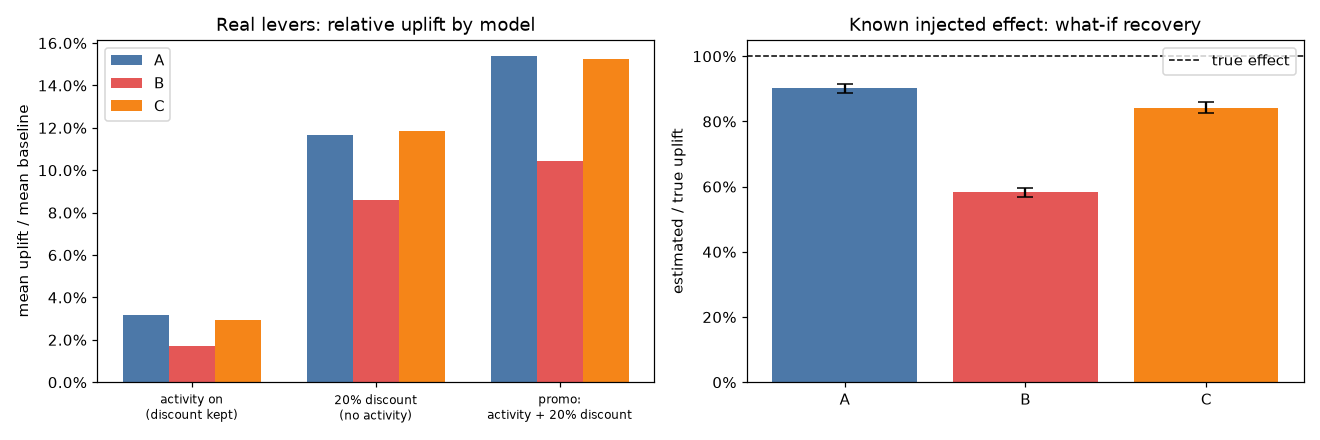 Real levers: relative uplift by model
mean uplift / mean baseline
16.0%
14.0%
12.0%
10.0%
8.0%
6.0%
4.0%
2.0%
0.0%
A
B
C
activity on
(discount kept)
20% discount
(no activity)
promo:
activity + 20% discount
Known injected effect: what-if recovery
estimated / true uplift
100%
80%
60%
40%
20%
0%
true effect
A
B
C